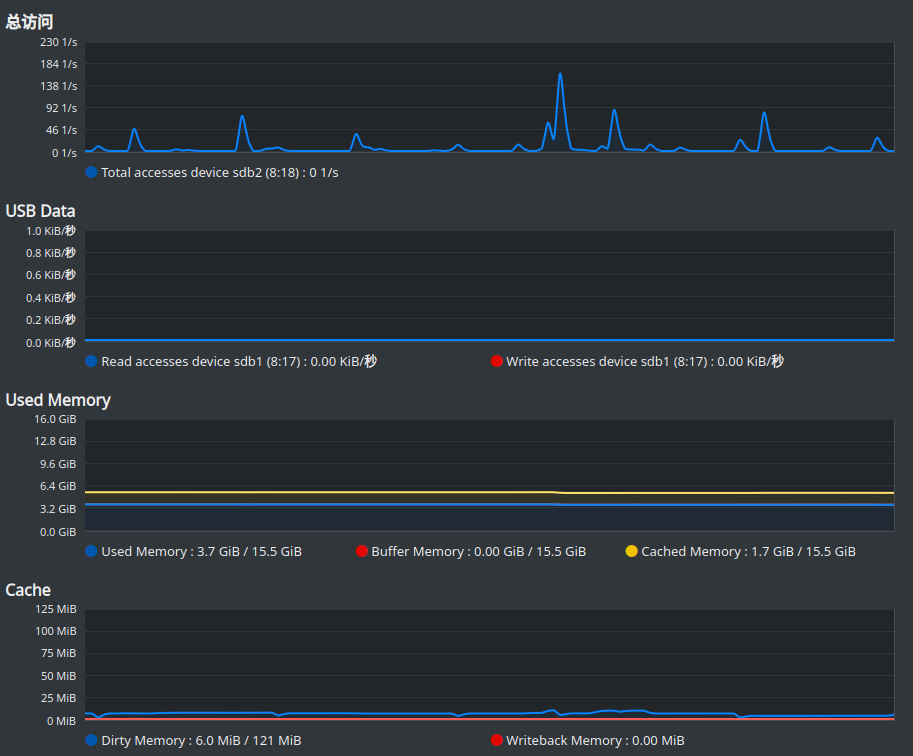 总访问
230 1/s
184 1/s
138 1/s
92 1/s
46 1/s
0 1/s
Total accesses device sdb2 (8:18) : 0 1/s
USB Data
1.0 KiB/秒
0.8 KiB/秒
0.6 KiB/秒
0.4 KiB/秒
0.2 KiB/秒
0.0 KiB/秒
Read accesses device sdb1 (8:17) : 0.00 KiB/秒 Write accesses device sdb1 (8:17) : 0.00 KiB/秒
Used Memory
16.0 GiB
12.8 GiB
9.6 GiB
6.4 GiB
3.2 GiB
0.0 GiB
Used Memory : 3.7 GiB / 15.5 GiB Buffer Memory : 0.00 GiB / 15.5 GiB Cached Memory : 1.7 GiB / 15.5 GiB
Cache
125 MiB
100 MiB
75 MiB
50 MiB
25 MiB
0 MiB
Dirty Memory : 6.0 MiB / 121 MiB Writeback Memory : 0.00 MiB